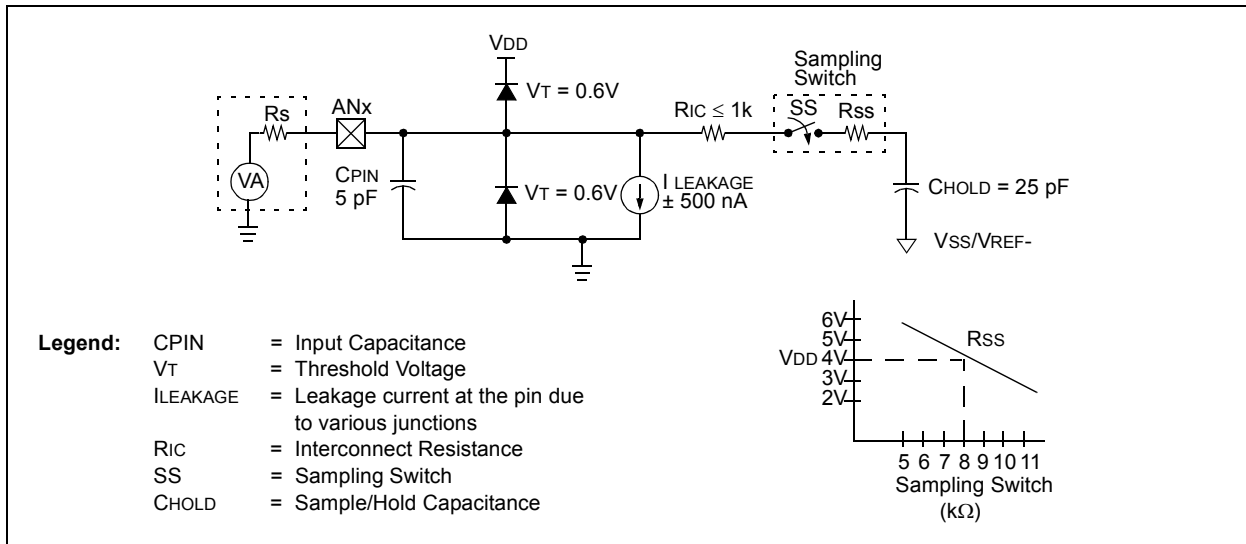 VDD
Sampling
Switch
VT = 0.6V
Rs
ANx
RIC ≤ 1k
SS
RSS
VA
CPIN
5 pF
VT = 0.6V
I LEAKAGE
± 500 nA
CHOLD = 25 pF
VSS/VREF-
Legend: CPIN = Input Capacitance
VT = Threshold Voltage
ILEAKAGE = Leakage current at the pin due
to various junctions
RIC = Interconnect Resistance
SS = Sampling Switch
CHOLD = Sample/Hold Capacitance
6V
5V
VDD 4V
3V
2V
RSS
5 6 7 8 9 10 11
Sampling Switch
(kΩ)